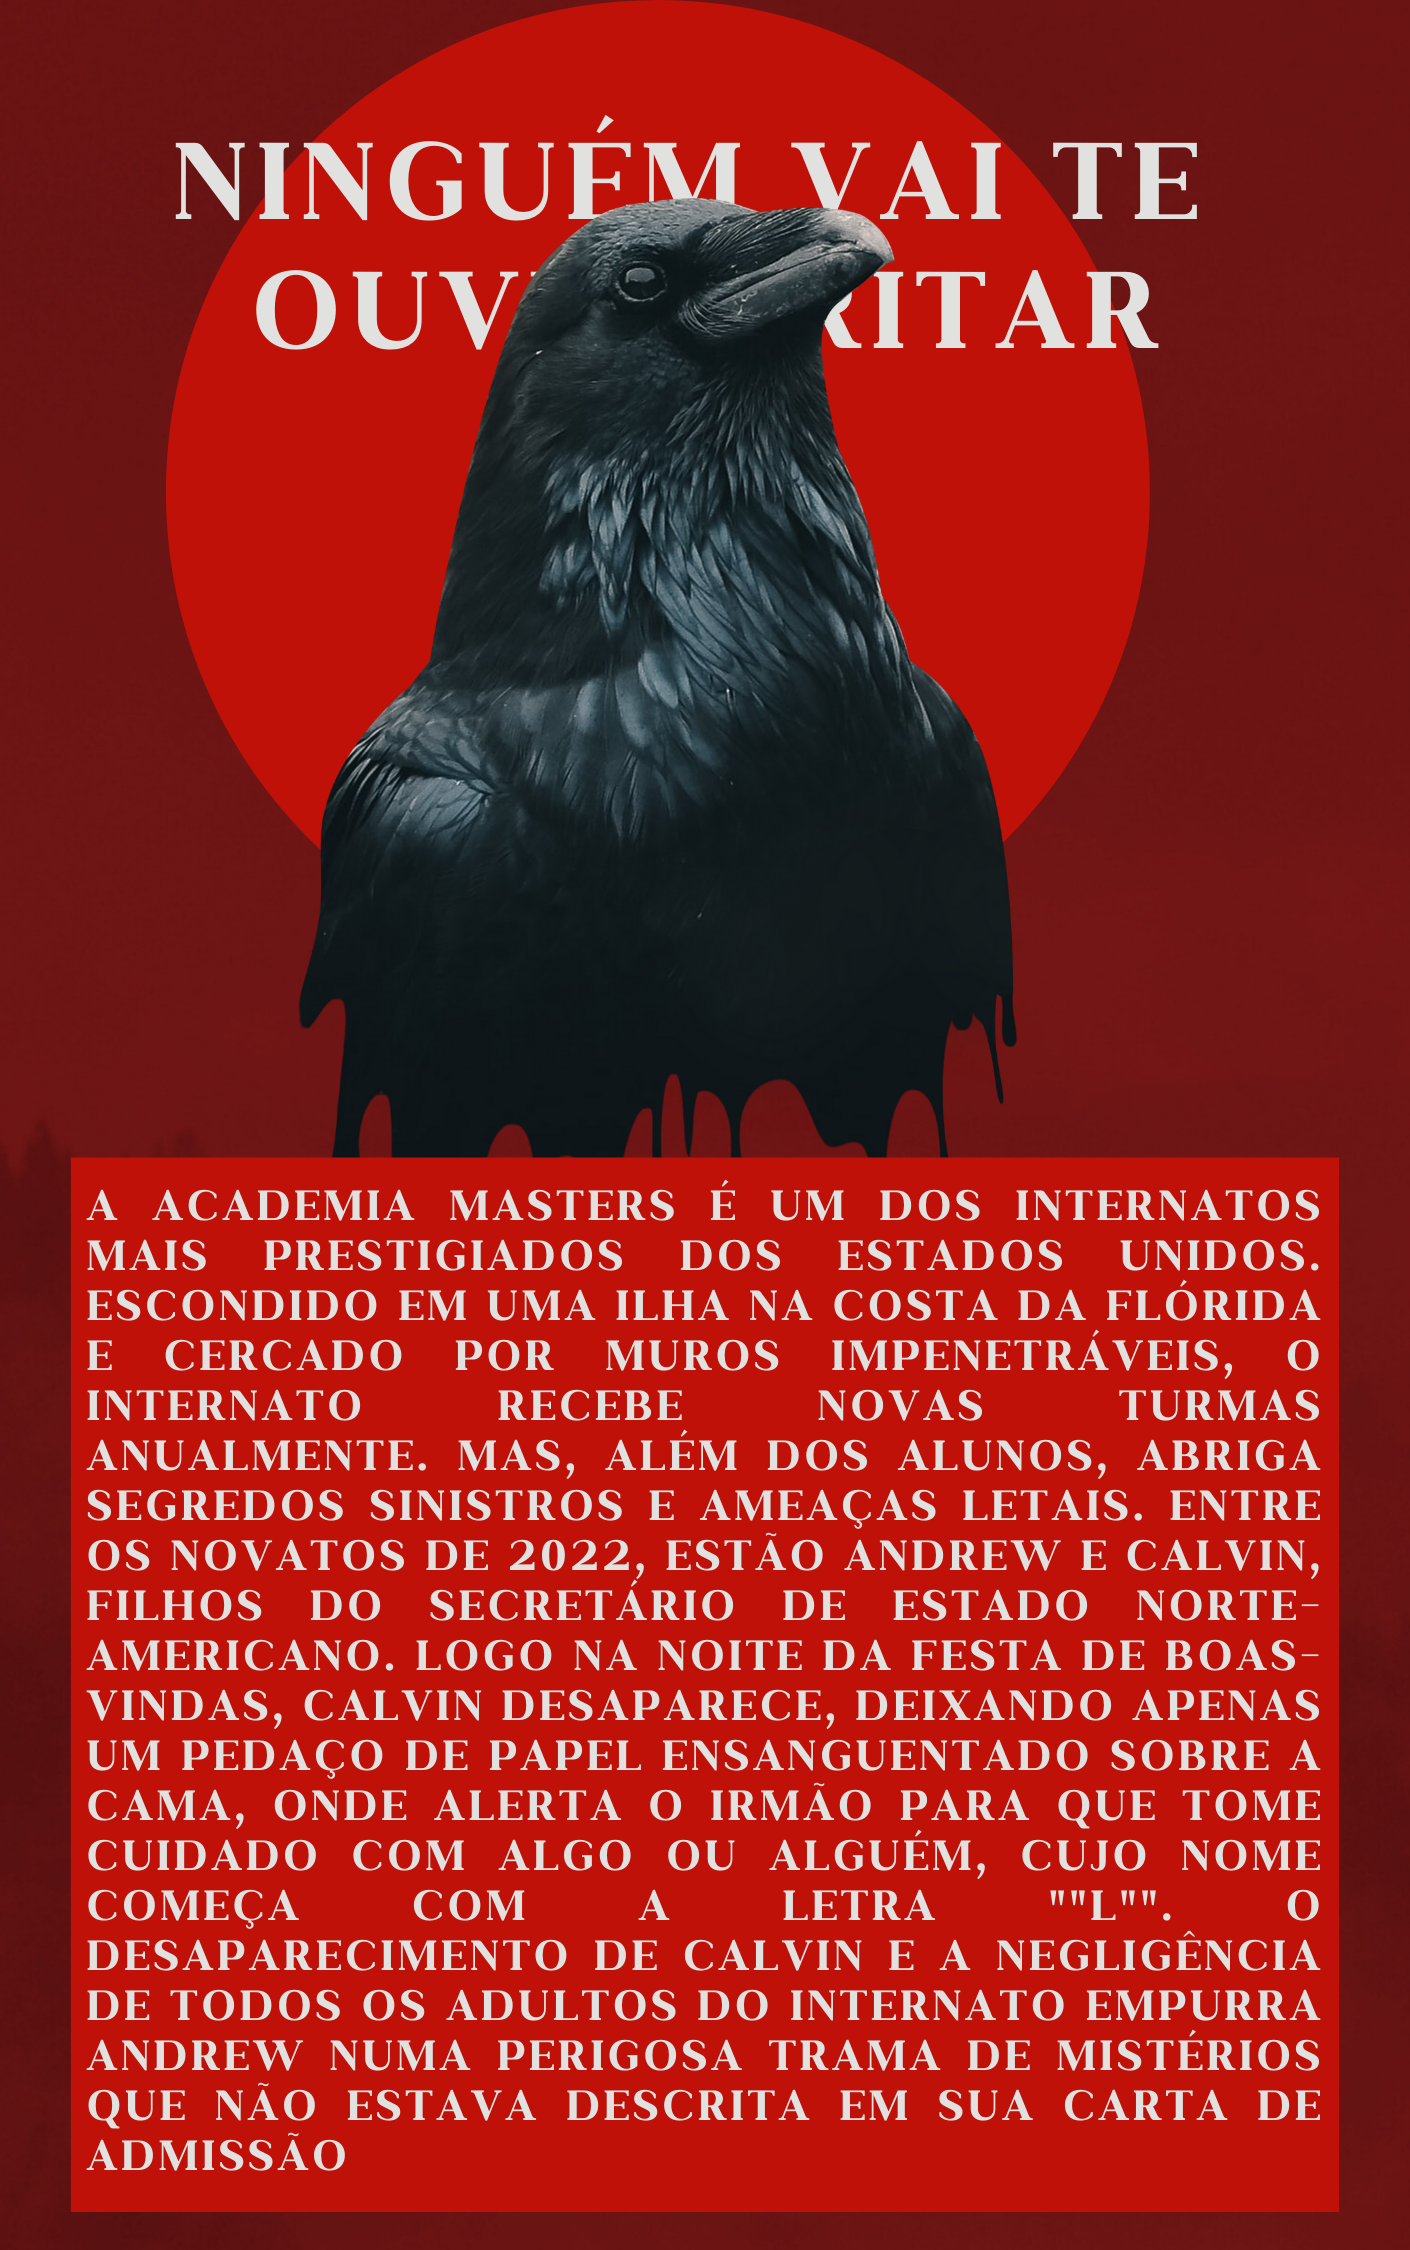 NINGUÉM VAI TE
RITAR
A ACADEMIA MASTERS É UM DOS INTERNATOS
MAIS PRESTIGIADOS DOS ESTADOS UNIDOS.
ESCONDIDO EM UMA ILHA NA COSTA DA FLÓRIDA
E CERCADO POR MUROS IMPENETRÁVEIS, O
INTERNATO RECEBE NOVAS TURMAS
ANUALMENTE. MAS, ALÉM DOS ALUNOS, ABRIGA
SEGREDOS SINISTROS E AMEAÇAS LETAIS. ENTRE
OS NOVATOS DE 2022, ESTÃO ANDREW E CALVIN,
FILHOS DO SECRETÁRIO DE ESTADO NORTE-
AMERICANO. LOGO NA NOITE DA FESTA DE BOAS-
VINDAS, CALVIN DESAPARECE, DEIXANDO APENAS
UM PEDAÇO DE PAPEL ENSANGUENTADO SOBRE A
CAMA, ONDE ALERTA O IRMÃO PARA QUE TOME
CUIDADO COM ALGO OU ALGUÉM, CUJO NOME
COMEÇA COM A LETRA ""L"". O
DESAPARECIMENTO DE CALVIN E A NEGLIGÊNCIA
DE TODOS OS ADULTOS DO INTERNATO EMPURRA
ANDREW NUMA PERIGOSA TRAMA DE MISTÉRIOS
QUE NÃO ESTAVA DESCRITA EM SUA CARTA DE
ADMISSÃO